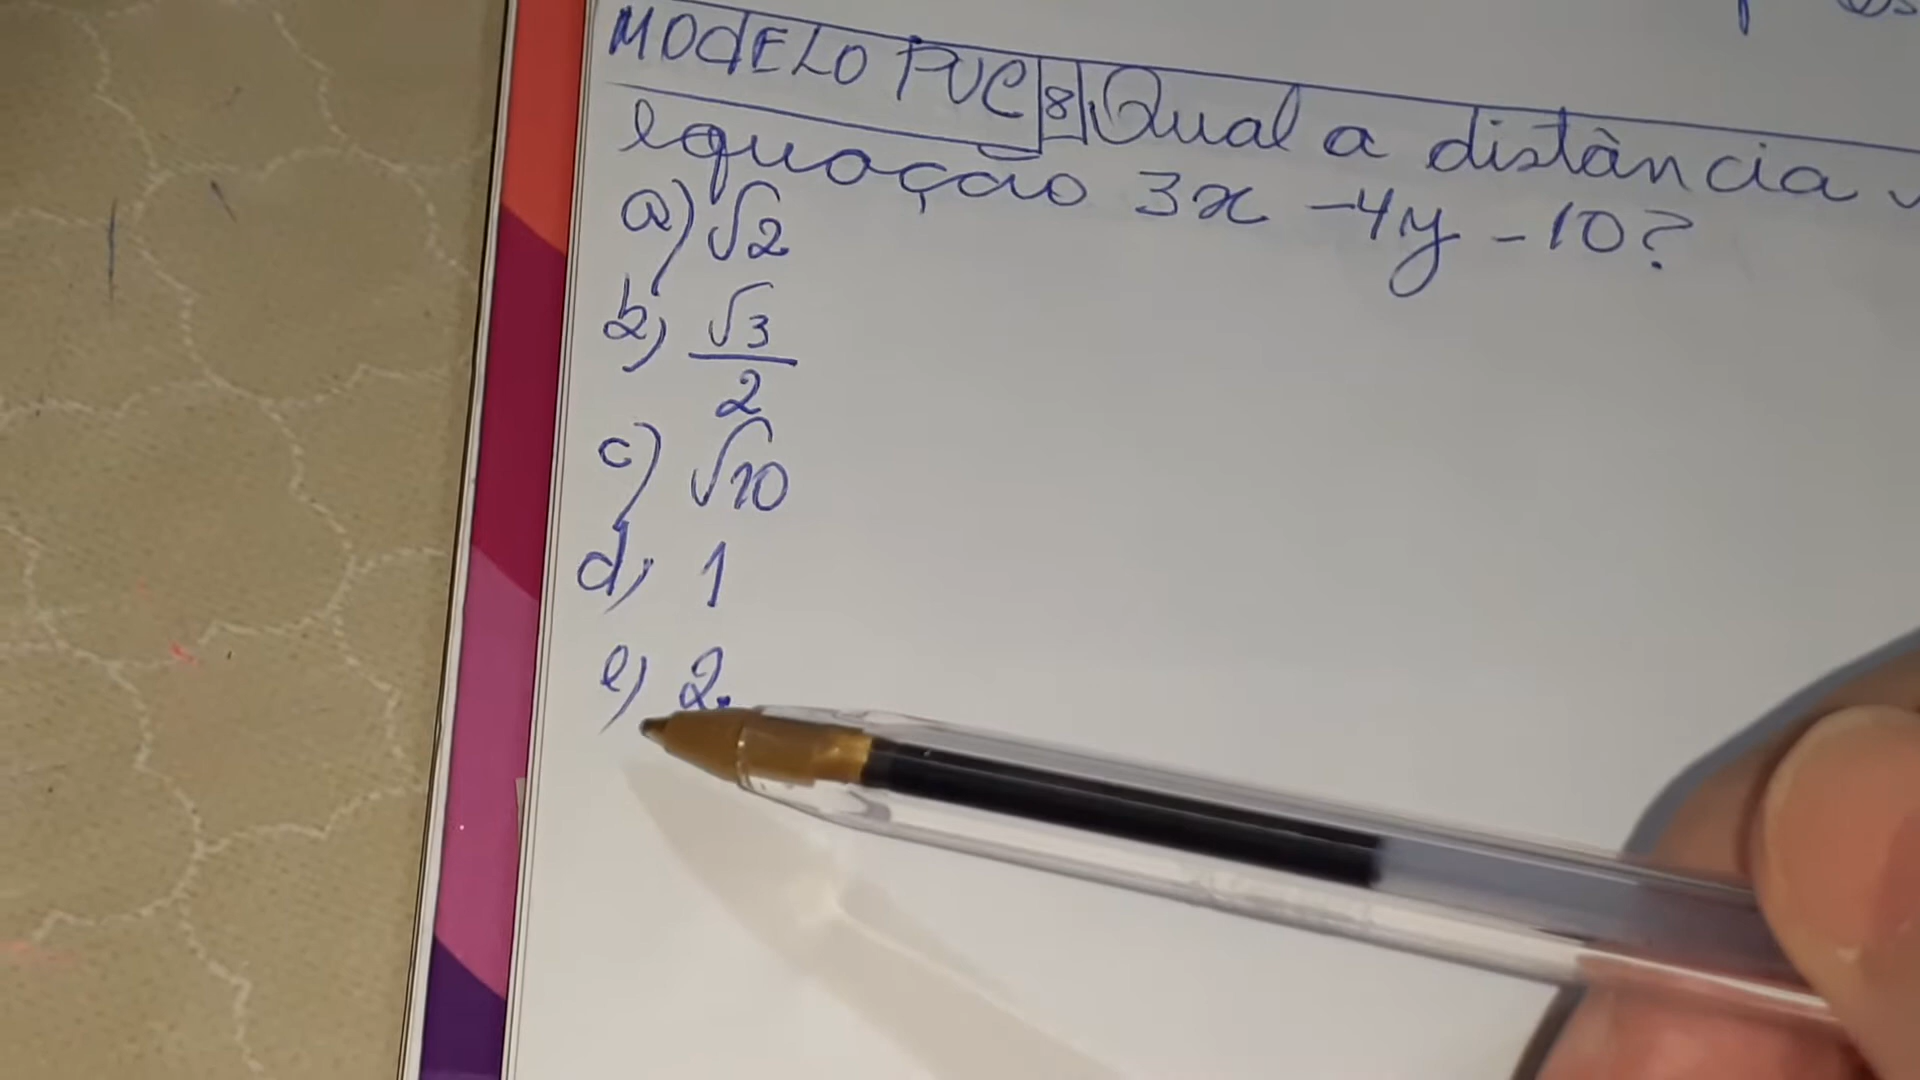 MODELO PUC 8 Qual a distância
equação 3x -4y -10?
a) √2
b) √3/2
c) √10
d) 1
e) 2.